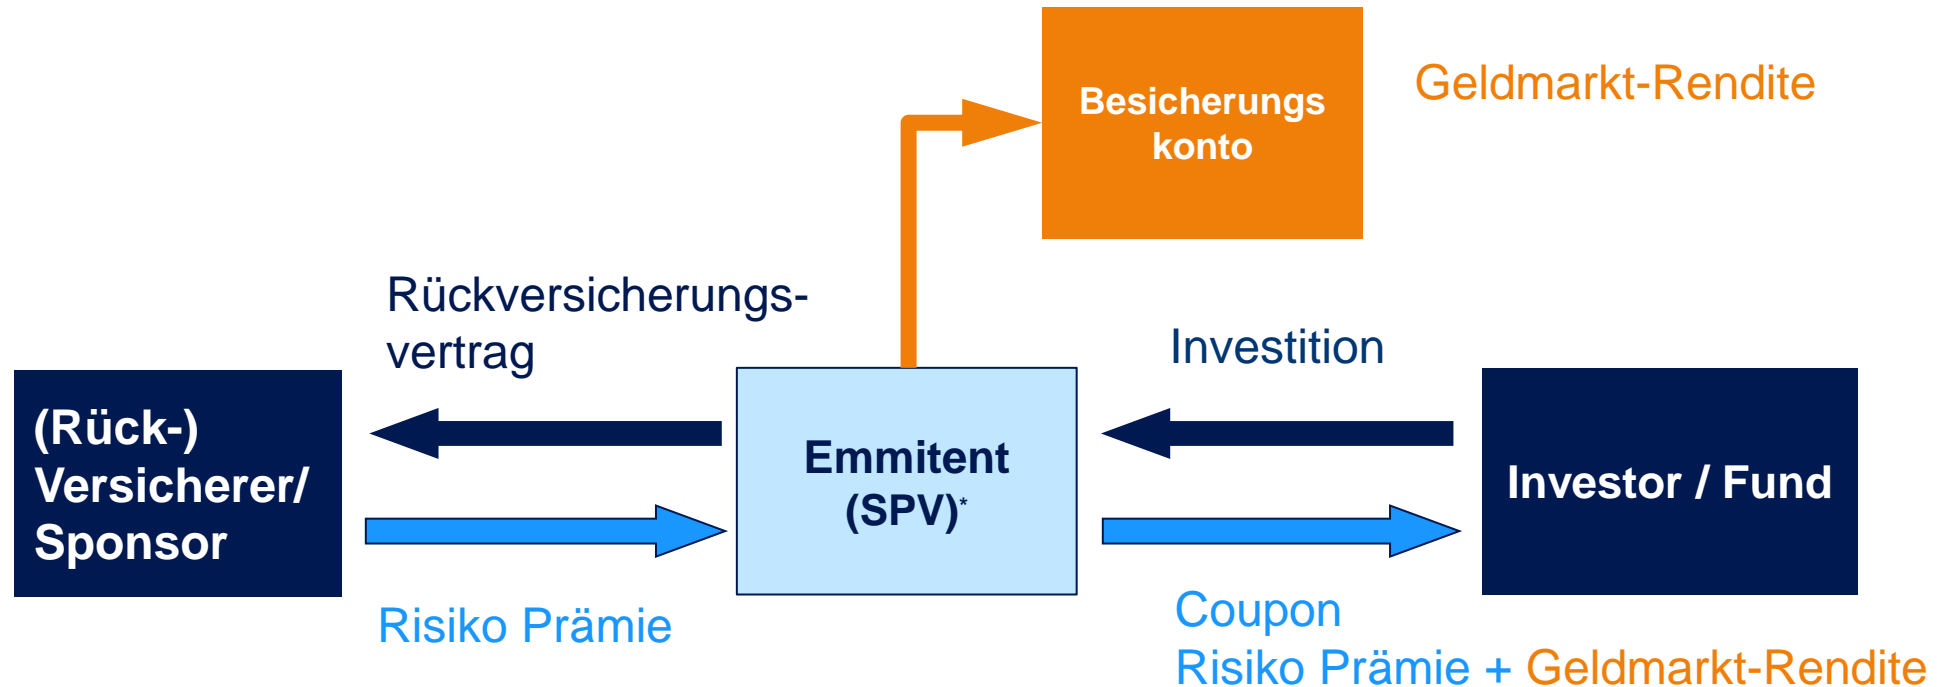 Besicherungs
konto
Geldmarkt-Rendite
Rückversicherungs-
vertrag
Investition
(Rück-)
Versicherer/
Sponsor
Emmitent
(SPV)*
Investor / Fund
Risiko Prämie
Coupon
Risiko Prämie + Geldmarkt-Rendite